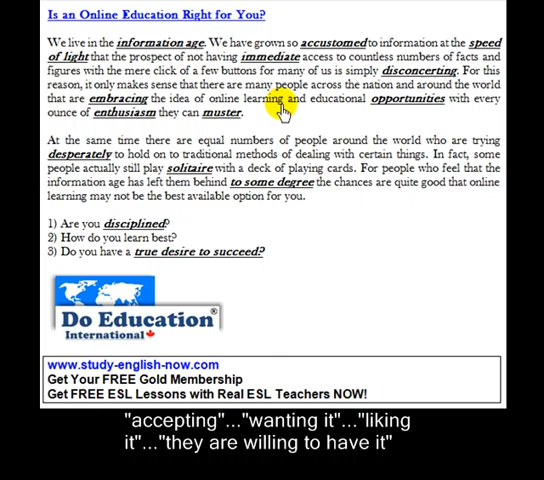 Is an Online Education Right for You?
We live in the information age. We have grown so accustomed to information at the speed
of light that the prospect of not having immediate access to countless numbers of facts and
figures with the mere click of a few buttons for many of us is simply disconcerting. For this
reason, it only makes sense that there are many people across the nation and around the world
that are embracing the idea of online learning and educational opportunities with every
ounce of enthusiasm they can muster.
At the same time there are equal numbers of people around the world who are trying
desperately to hold on to traditional methods of dealing with certain things. In fact, some
people actually still play solitaire with a deck of playing cards. For people who feel that the
information age has left them behind to some degree the chances are quite good that online
learning may not be the best available option for you.
1) Are you disciplined?
2) How do you learn best?
3) Do you have a true desire to succeed?
Do Education®
International
www.study-english-now.com
Get Your FREE Gold Membership
Get FREE ESL Lessons with Real ESL Teachers NOW!
"accepting"..."wanting it"..."liking
it"..."they are willing to have it"